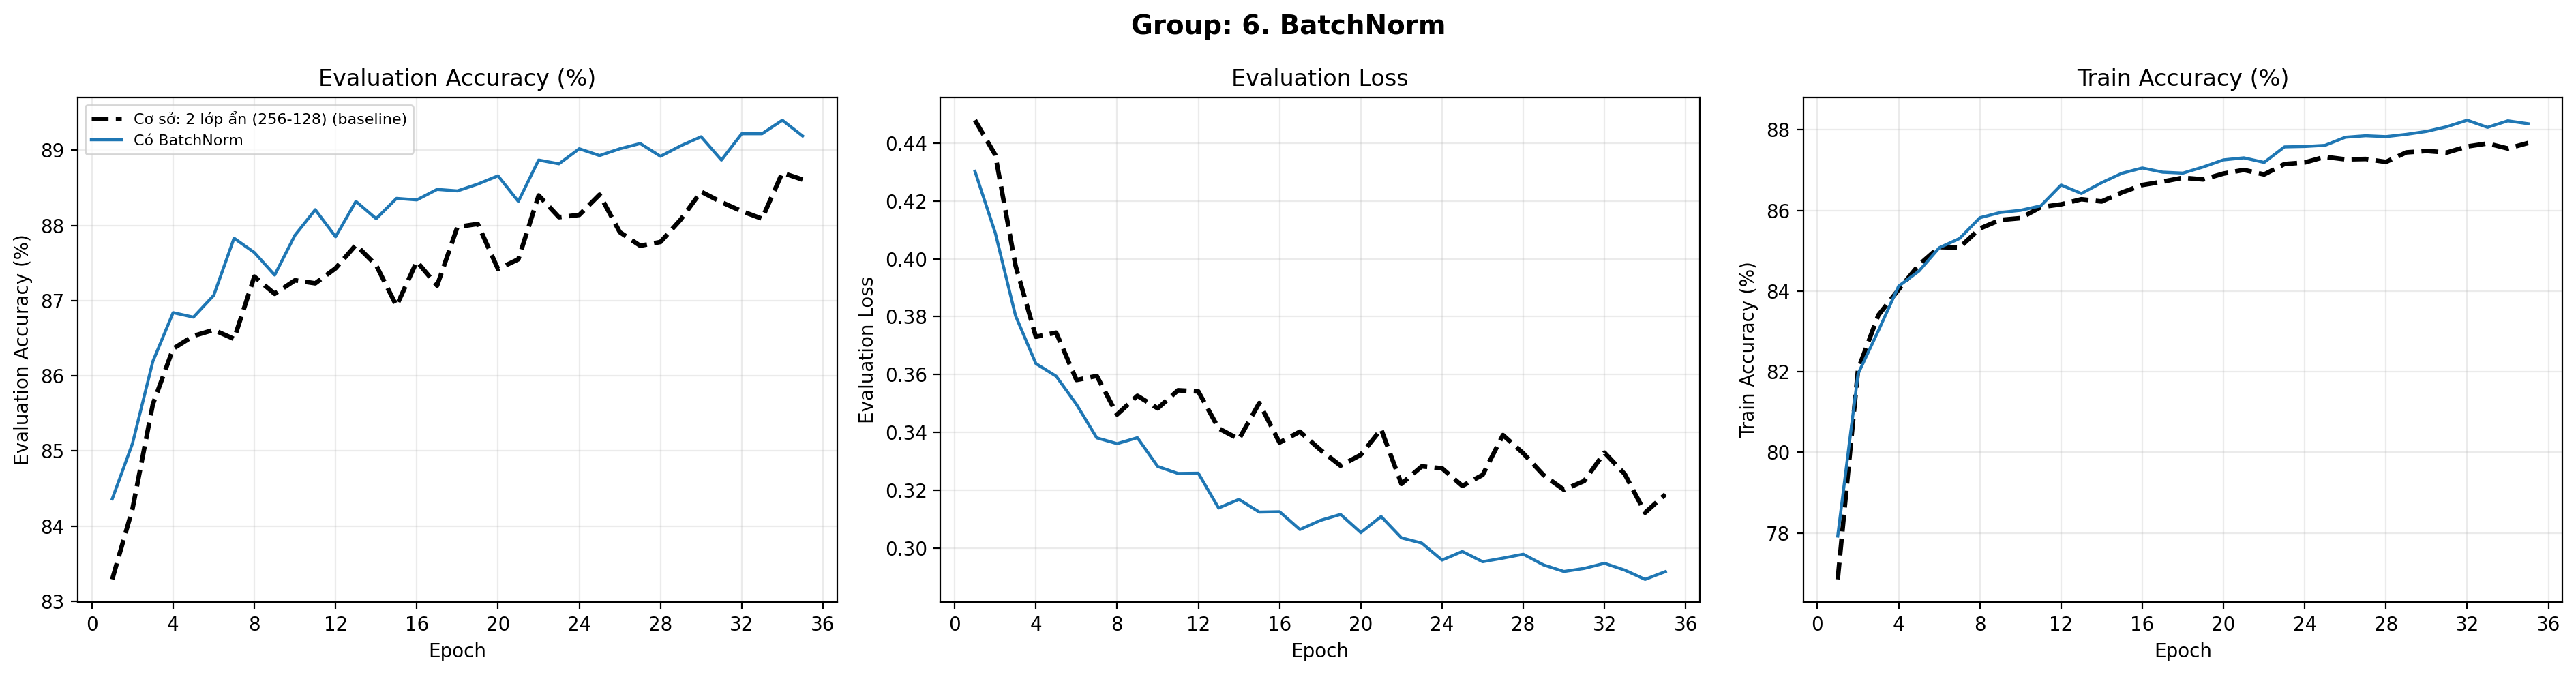 Group: 6. BatchNorm
Evaluation Accuracy (%)
Evaluation Accuracy (%)
Cơ sở: 2 lớp ẩn (256-128) (baseline)
Có BatchNorm
89
88
87
86
85
84
83
0 4 8 12 16 20 24 28 32 36
Epoch
Evaluation Loss
Evaluation Loss
0.44
0.42
0.40
0.38
0.36
0.34
0.32
0.30
0 4 8 12 16 20 24 28 32 36
Epoch
Train Accuracy (%)
Train Accuracy (%)
88
86
84
82
80
78
0 4 8 12 16 20 24 28 32 36
Epoch